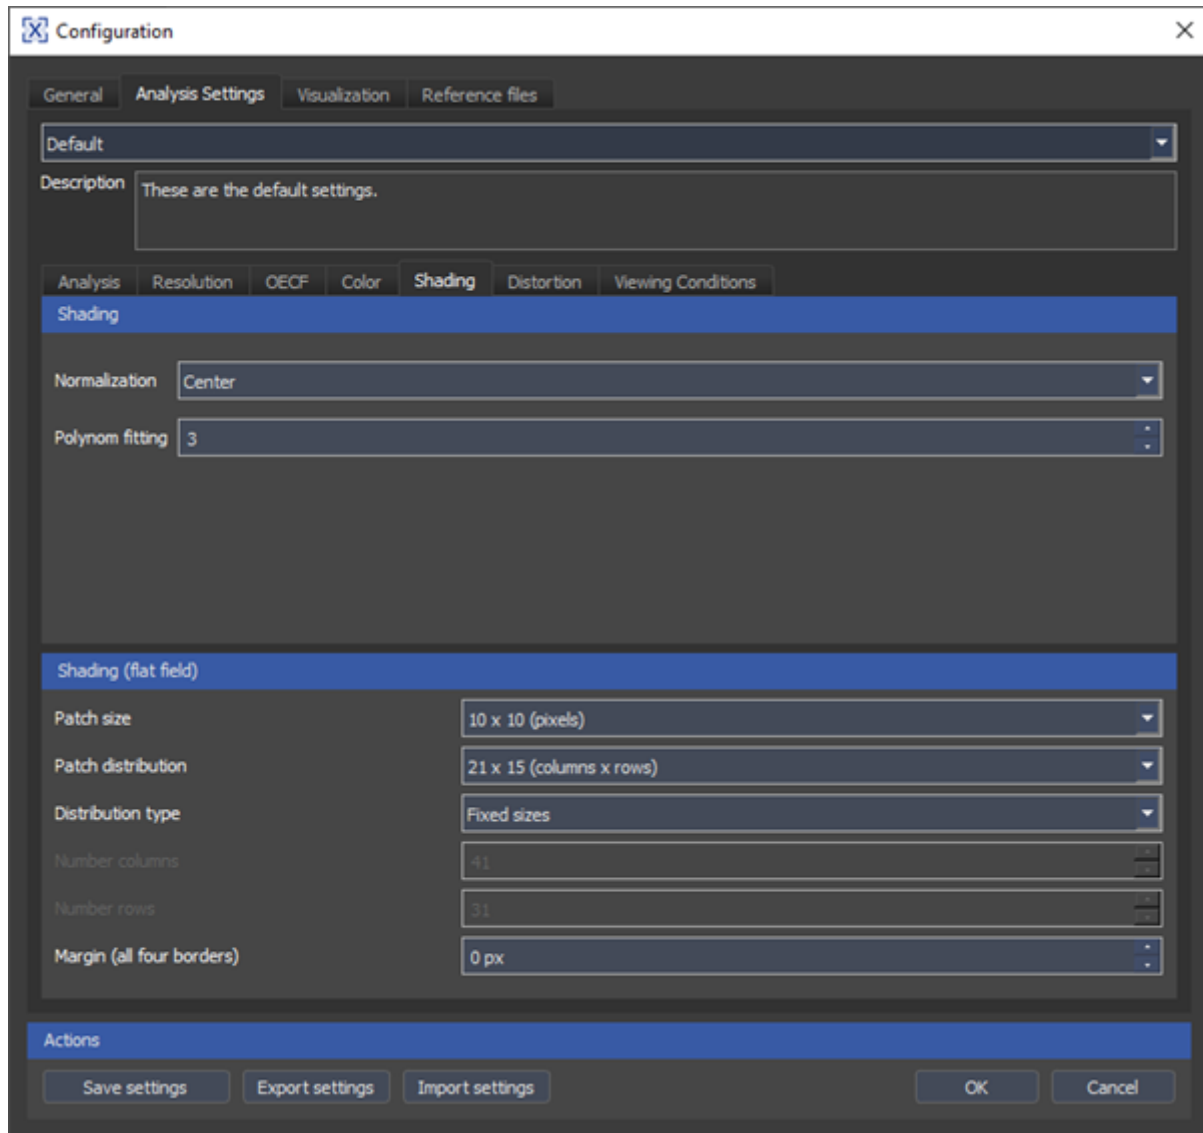 Configuration
General Analysis Settings Visualization Reference files
Default
Description These are the default settings.
Analysis Resolution OECF Color Shading Distortion Viewing Conditions
Shading
Normalization Center
Polynom fitting 3
Shading (flat field)
Patch size 10 x 10 (pixels)
Patch distribution 21 x 15 (columns x rows)
Distribution type Fixed sizes
Number columns 41
Number rows 31
Margin (all four borders) 0 px
Actions
Save settings Export settings Import settings OK Cancel